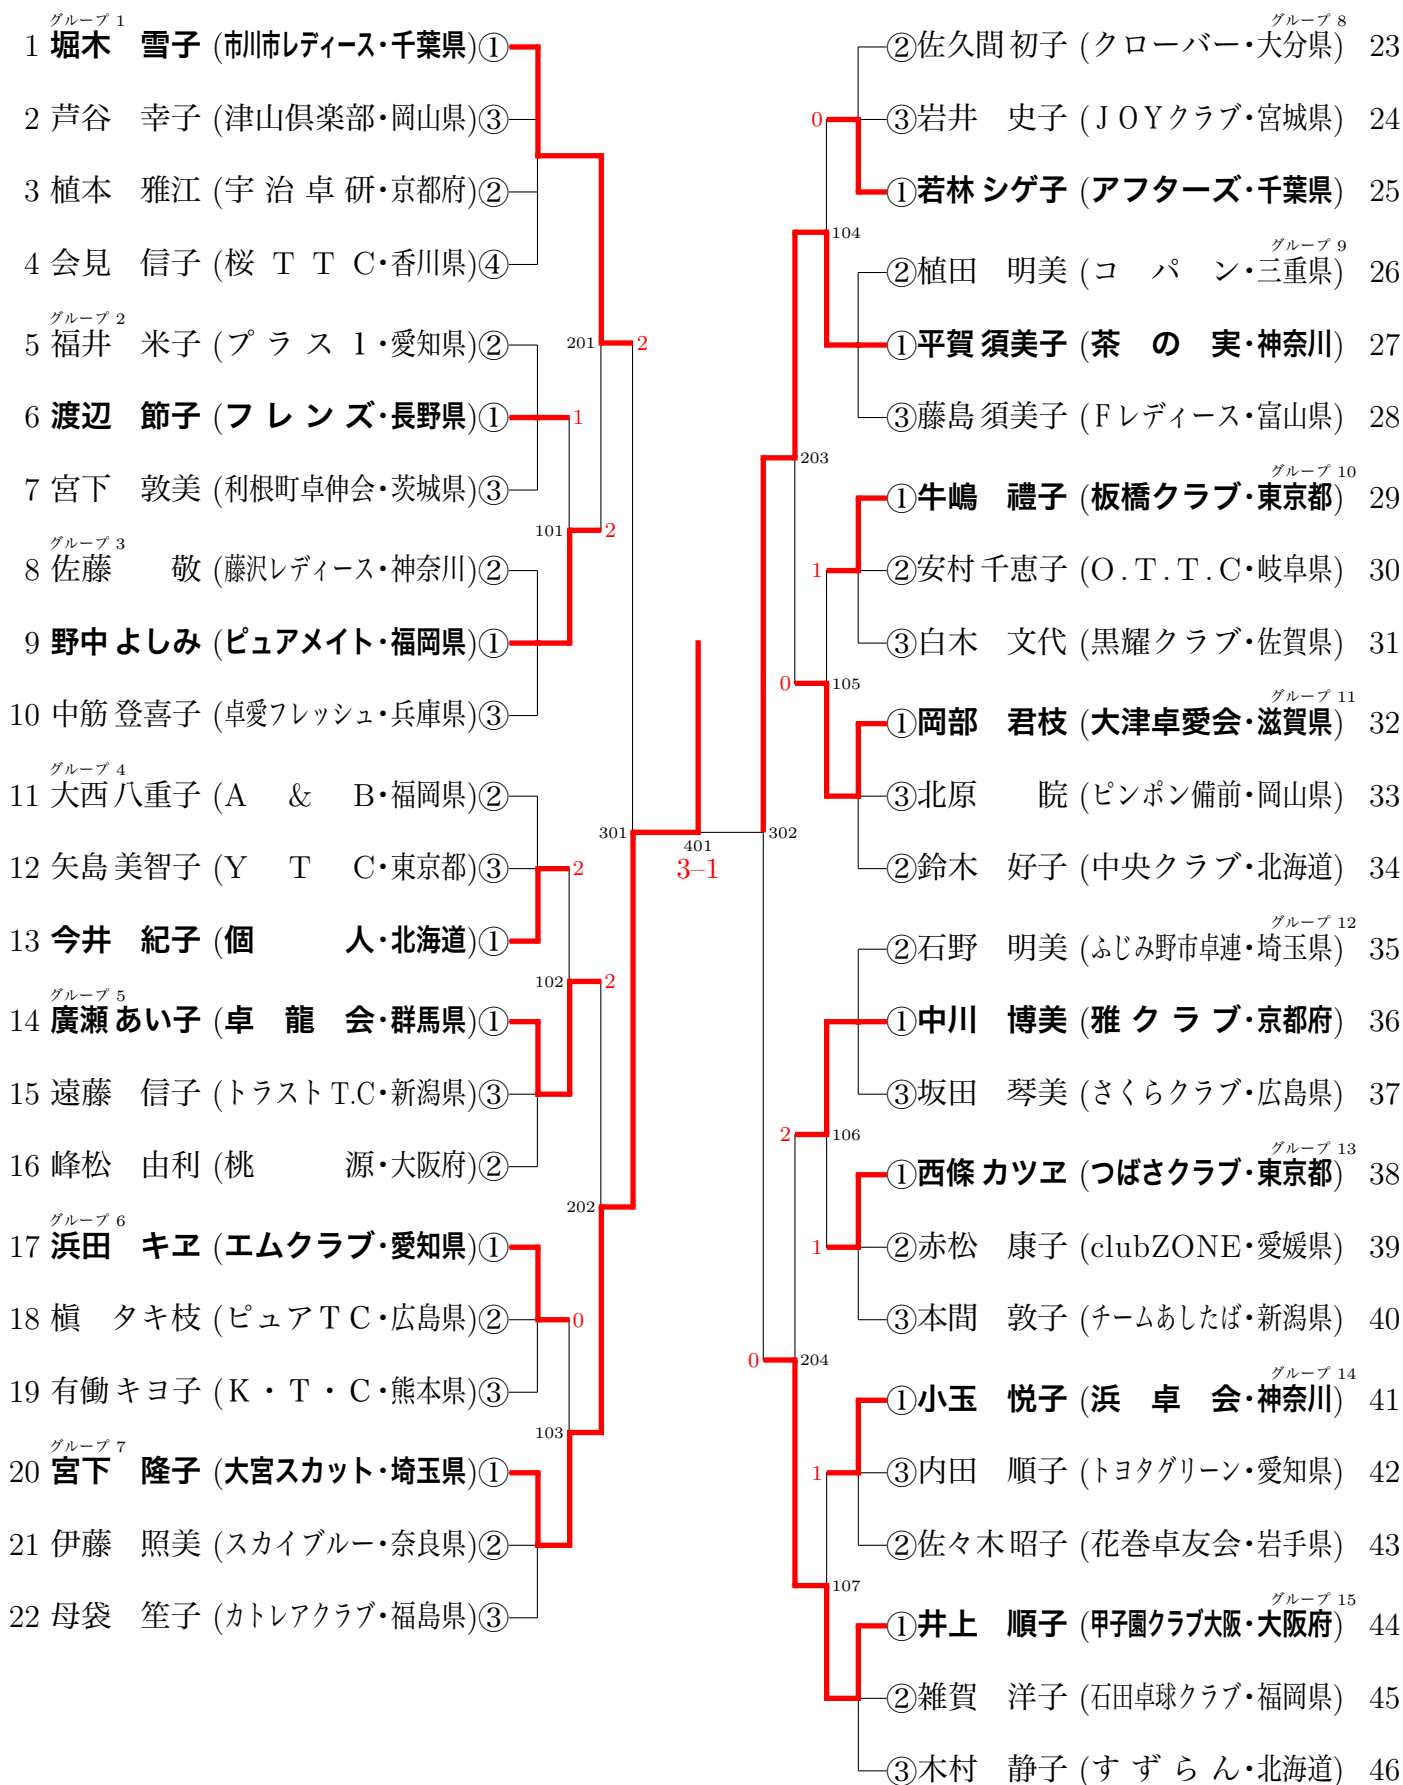 グループ 1
1 堀木 雪子 (市川市レディース・千葉県)①
2 芦谷 幸子 (津山倶楽部・岡山県)③
3 植本 雅江 (宇治卓研・京都府)②
4 会見 信子 (桜TTC・香川県)④
グループ 2
5 福井 米子 (プラス1・愛知県)②
6 渡辺 節子 (フレンズ・長野県)①
7 宮下 敦美 (利根町卓伸会・茨城県)③
グループ 3
8 佐藤 敬 (藤沢レディース・神奈川)②
9 野中 よしみ (ピュアメイト・福岡県)①
10 中筋 登喜子 (卓愛フレッシュ・兵庫県)③
グループ 4
11 大西 八重子 (A & B・福岡県)②
12 矢島 美智子 (YTC・東京都)③
13 今井 紀子 (個人・北海道)①
グループ 5
14 廣瀬 あい子 (卓龍会・群馬県)①
15 遠藤 信子 (トラストT.C・新潟県)③
16 峰松 由利 (桃源・大阪府)②
グループ 6
17 浜田 キヱ (エムクラブ・愛知県)①
18 槇 タキ枝 (ピュアTC・広島県)②
19 有働 キヨ子 (K・T・C・熊本県)③
グループ 7
20 宮下 隆子 (大宮スカット・埼玉県)①
21 伊藤 照美 (スカイブルー・奈良県)②
22 母袋 笙子 (カトレアクラブ・福島県)③
1
101
2
201
2
2
102
2
0
103
202
301
401
3–1
302
グループ 8
②佐久間 初子 (クローバー・大分県) 23
③岩井 史子 (JOYクラブ・宮城県) 24
①若林 シゲ子 (アフターズ・千葉県) 25
グループ 9
②植田 明美 (コパン・三重県) 26
①平賀 須美子 (茶の実・神奈川) 27
③藤島 須美子 (Fレディース・富山県) 28
グループ 10
①牛嶋 禮子 (板橋クラブ・東京都) 29
②安村 千恵子 (O.T.T.C・岐阜県) 30
③白木 文代 (黒耀クラブ・佐賀県) 31
グループ 11
①岡部 君枝 (大津卓愛会・滋賀県) 32
③北原 睆 (ピンポン備前・岡山県) 33
②鈴木 好子 (中央クラブ・北海道) 34
グループ 12
②石野 明美 (ふじみ野市卓連・埼玉県) 35
①中川 博美 (雅クラブ・京都府) 36
③坂田 琴美 (さくらクラブ・広島県) 37
グループ 13
①西條 カツヱ (つばさクラブ・東京都) 38
②赤松 康子 (clubZONE・愛媛県) 39
③本間 敦子 (チームあしたば・新潟県) 40
グループ 14
①小玉 悦子 (浜卓会・神奈川) 41
③内田 順子 (トヨタグリーン・愛知県) 42
②佐々木 昭子 (花巻卓友会・岩手県) 43
グループ 15
①井上 順子 (甲子園クラブ大阪・大阪府) 44
②雑賀 洋子 (石田卓球クラブ・福岡県) 45
③木村 静子 (すずらん・北海道) 46
0
104
203
1
0
105
2
106
1
0
204
1
107